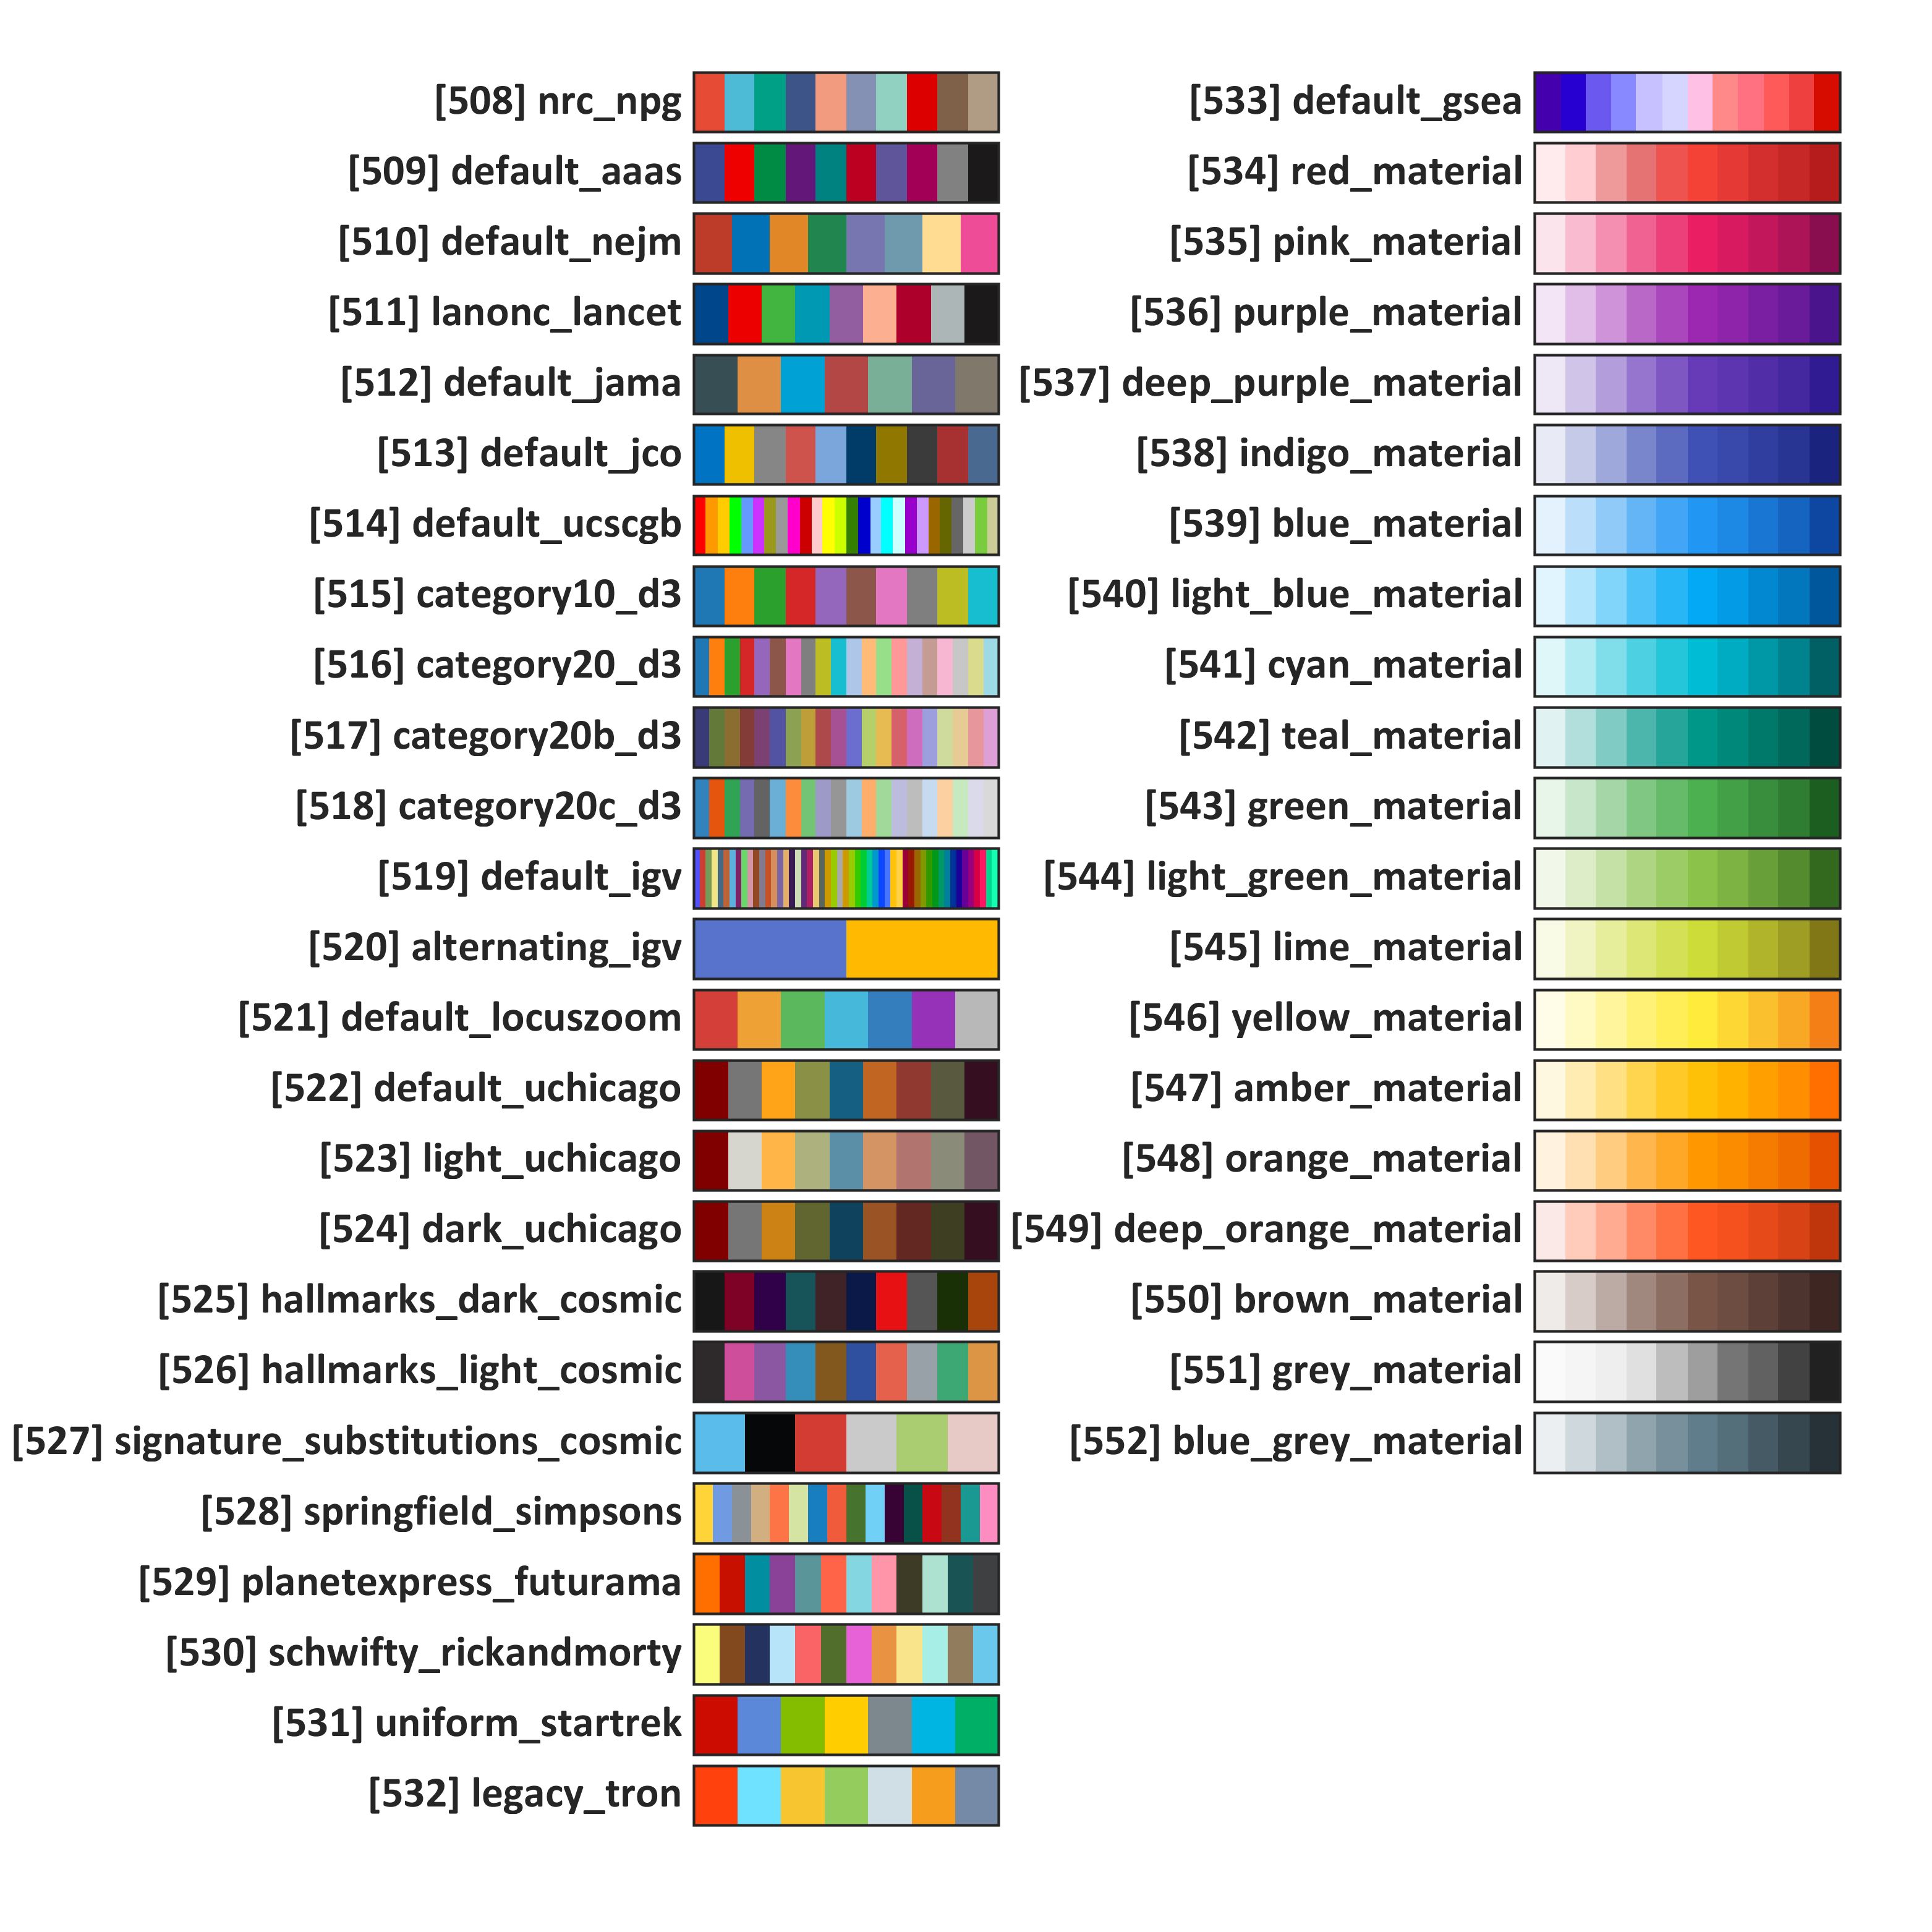 [508] nrc_npg
[509] default_aaas
[510] default_nejm
[511] lanonc_lancet
[512] default_jama
[513] default_jco
[514] default_ucscgb
[515] category10_d3
[516] category20_d3
[517] category20b_d3
[518] category20c_d3
[519] default_igv
[520] alternating_igv
[521] default_locuszoom
[522] default_uchicago
[523] light_uchicago
[524] dark_uchicago
[525] hallmarks_dark_cosmic
[526] hallmarks_light_cosmic
[527] signature_substitutions_cosmic
[528] springfield_simpsons
[529] planetexpress_futurama
[530] schwifty_rickandmorty
[531] uniform_startrek
[532] legacy_tron
[533] default_gsea
[534] red_material
[535] pink_material
[536] purple_material
[537] deep_purple_material
[538] indigo_material
[539] blue_material
[540] light_blue_material
[541] cyan_material
[542] teal_material
[543] green_material
[544] light_green_material
[545] lime_material
[546] yellow_material
[547] amber_material
[548] orange_material
[549] deep_orange_material
[550] brown_material
[551] grey_material
[552] blue_grey_material